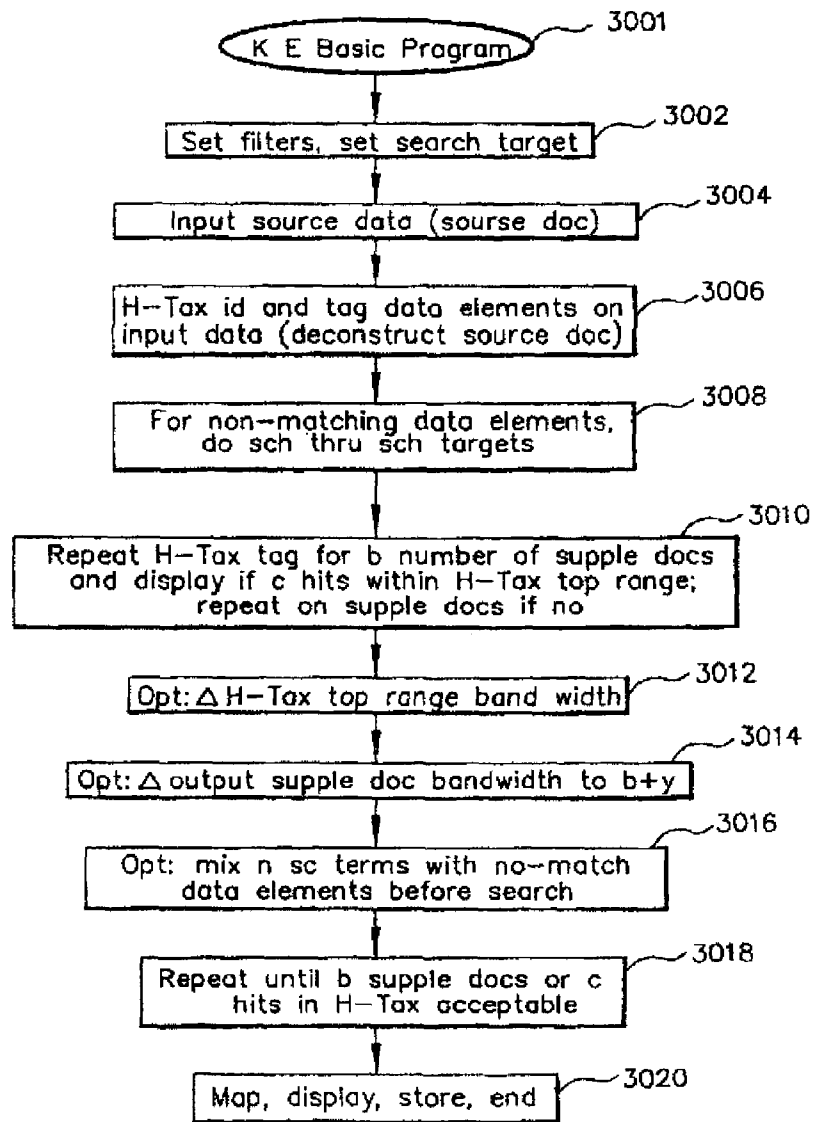 K E Basic Program
3001
Set filters, set search target
3002
Input source data (sourse doc)
3004
H-Tax id and tag data elements on
input data (deconstruct source doc)
3006
For non-matching data elements,
do sch thru sch targets
3008
Repeat H-Tax tag for b number of supple docs
and display if c hits within H-Tax top range;
repeat on supple docs if no
3010
Opt: Δ H-Tax top range band width
3012
Opt: Δ output supple doc bandwidth to b+y
3014
Opt: mix n sc terms with no-match
data elements before search
3016
Repeat until b supple docs or c
hits in H-Tax acceptable
3018
Map, display, store, end
3020